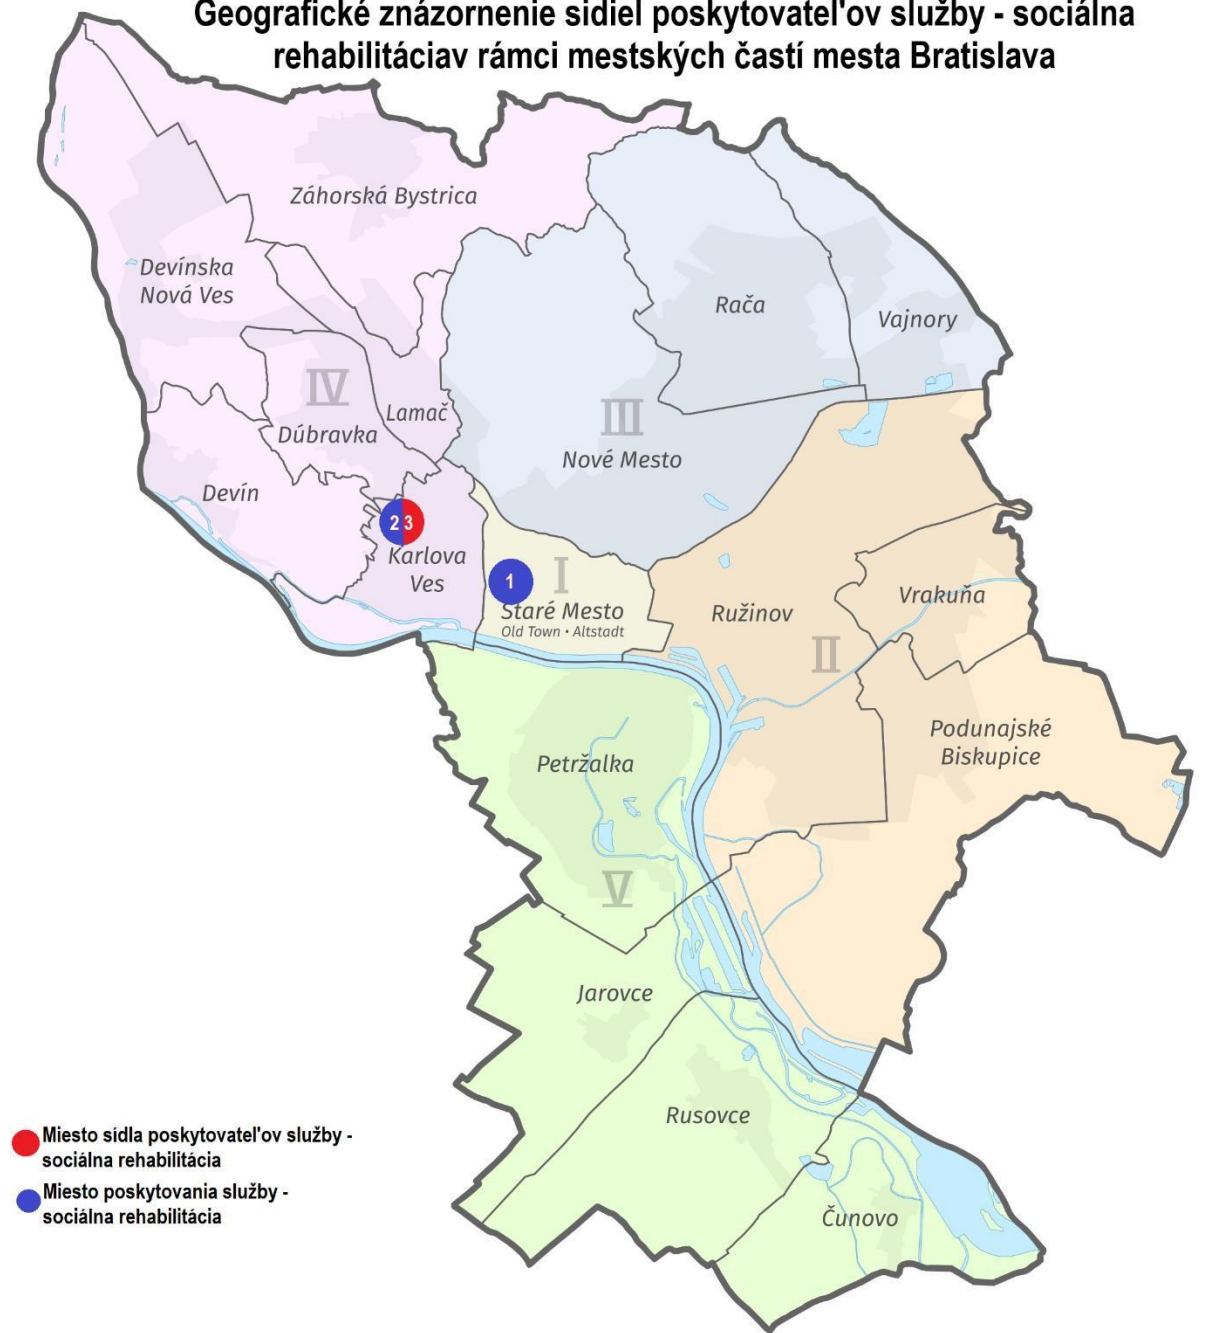 Geografické znázornenie sídiel poskytovateľov služby - sociálna
rehabilitáciav rámci mestských častí mesta Bratislava
Záhorská Bystrica
Devínska
Nová Ves
Rača
Vajnory
IV
Lamač
III
Dúbravka
Nové Mesto
Devín
2 3
Karlova
Ves
1
I
Staré Mesto
Old Town • Altstadt
Ružinov
Vrakuňa
II
Podunajské
Biskupice
Petržalka
V
Jarovce
Rusovce
Čunovo
Miesto sídla poskytovateľov služby -
sociálna rehabilitácia
Miesto poskytovania služby -
sociálna rehabilitácia